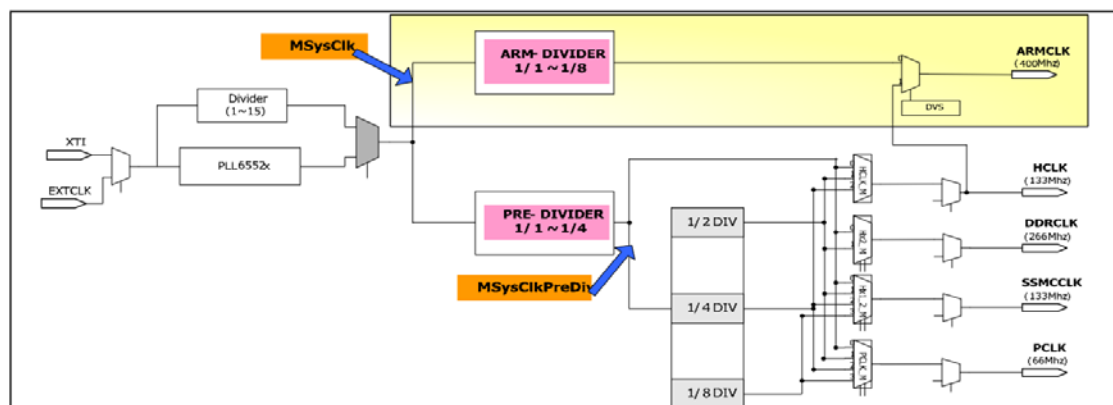 MSysClk
ARM- DIVIDER
1/ 1 ~ 1/8
ARMCLK
(400Mhz)
DVS
Divider
(1~15)
XTI
PLL6552x
EXTCLK
HCLK_M
HCLK
(133Mhz)
PRE- DIVIDER
1/ 1 ~ 1/4
1/2 DIV
DDRCLK
(266Mhz)
MSysClkPreDiv
1/4 DIV
SSMCCLK
(133Mhz)
PCLK_M
PCLK
(66Mhz)
1/8 DIV